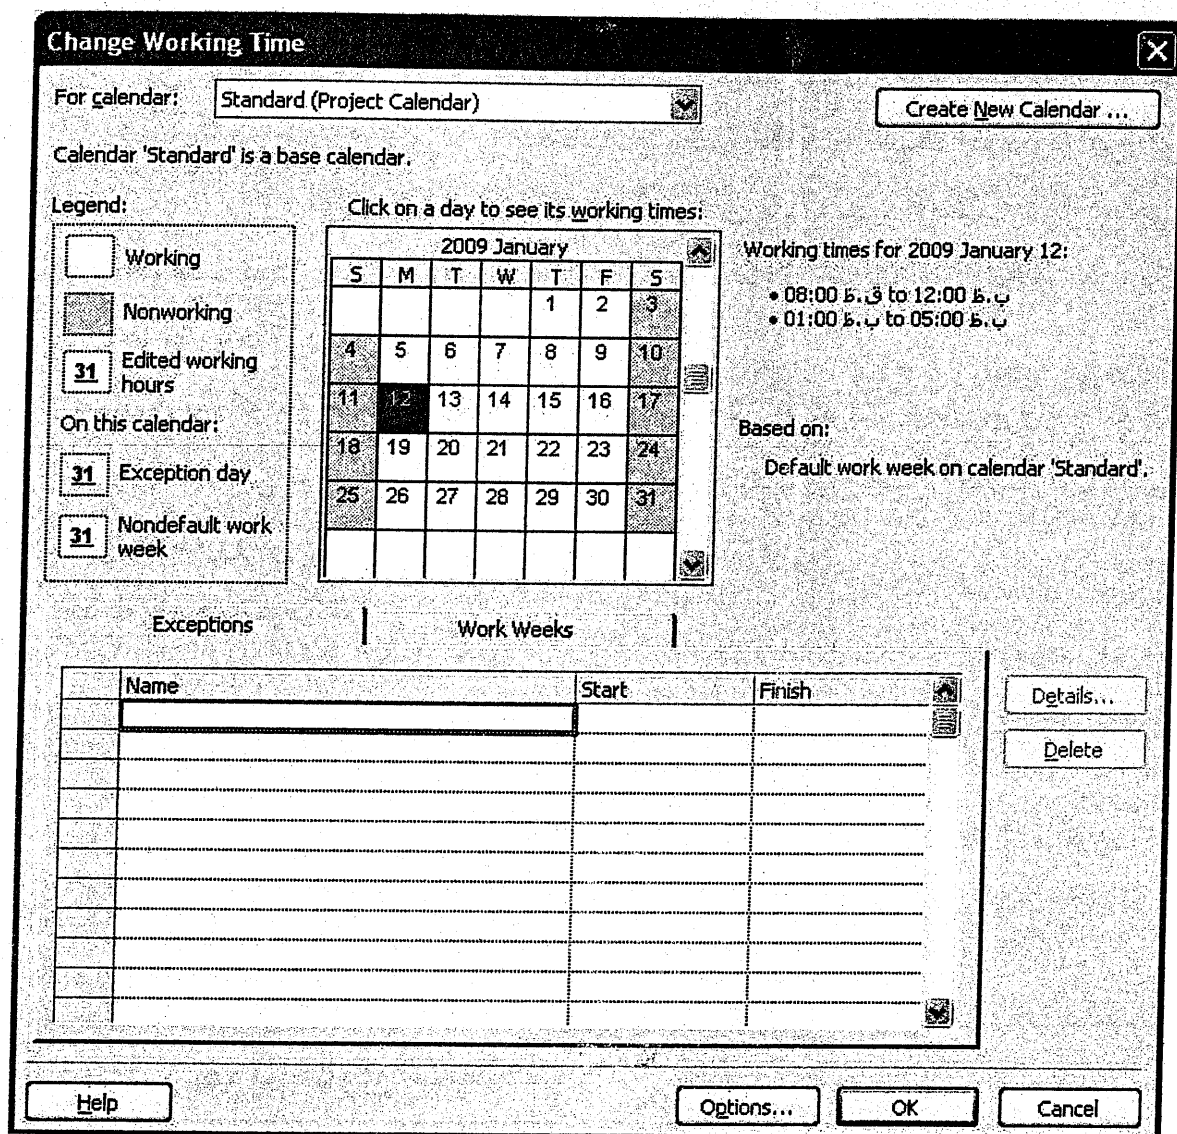 Change Working Time
For calendar: Standard (Project Calendar) Create New Calendar ...
Calendar 'Standard' is a base calendar.
Legend:
Working
Nonworking
31 Edited working hours
On this calendar:
31 Exception day
31 Nondefault work week
Click on a day to see its working times:
2009 January
S M T W T F S
1 2 3
4 5 6 7 8 9 10
11 12 13 14 15 16 17
18 19 20 21 22 23 24
25 26 27 28 29 30 31
Working times for 2009 January 12:
• 08:00 ق.ظ to 12:00 ب.ظ
• 01:00 ب.ظ to 05:00 ب.ظ
Based on:
Default work week on calendar 'Standard'.
Exceptions Work Weeks
Name Start Finish
Details...
Delete
Help Options... OK Cancel